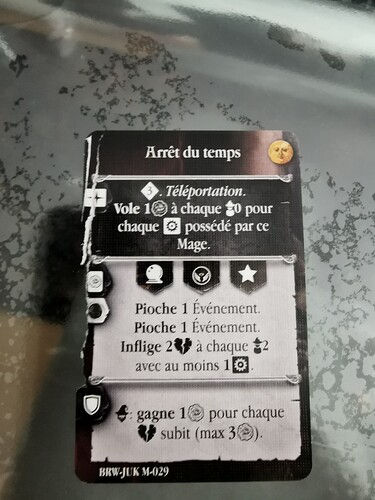 Arrêt du temps
3. Téléportation.
Vole 1 à chaque 0 pour
chaque possédé par ce
Mage.
Pioche 1 Événement.
Pioche 1 Événement.
Inflige 2 à chaque 2
avec au moins 1.
: gagne 1 pour chaque
subit (max 3).
BRW-JUK M-029